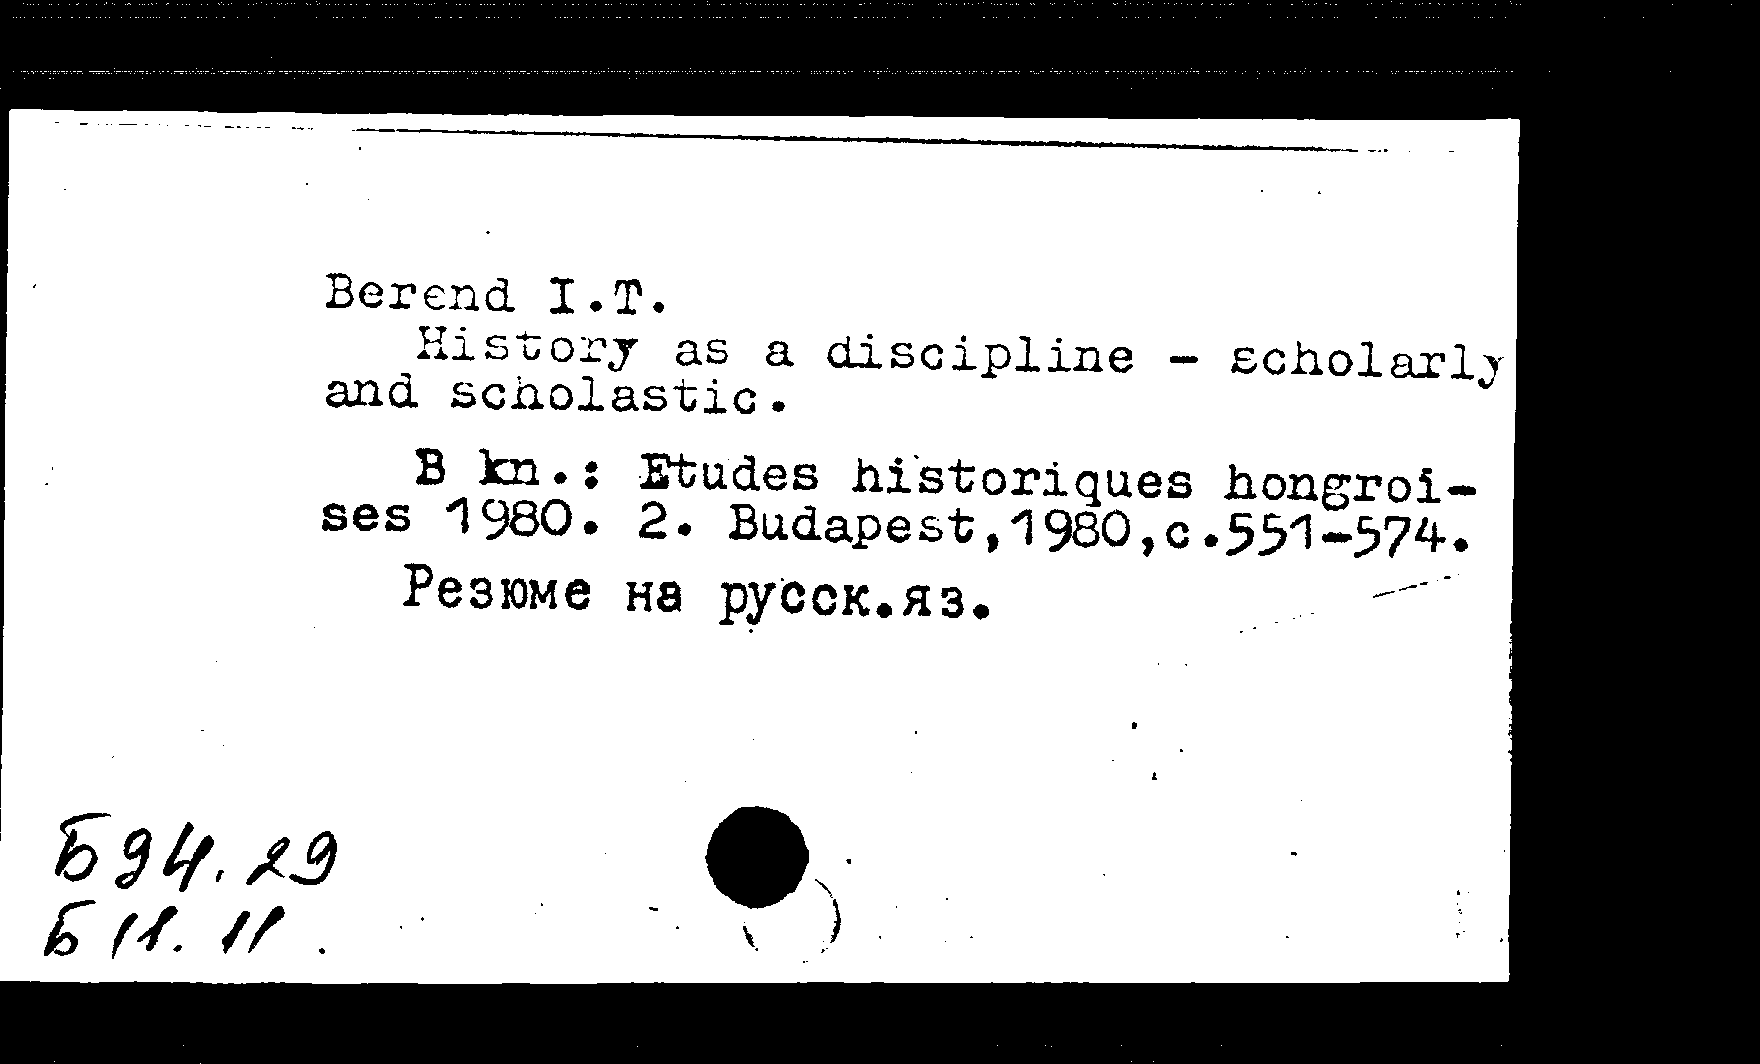 Berend I.T.
History as a discipline - scholarly
and scholastic.
B kn.: Etudes historiques hongroi-
ses 1980. 2. Budapest,1980,c.551-574.
Резюме на русск.яз.
Б94.29
Б11.11.